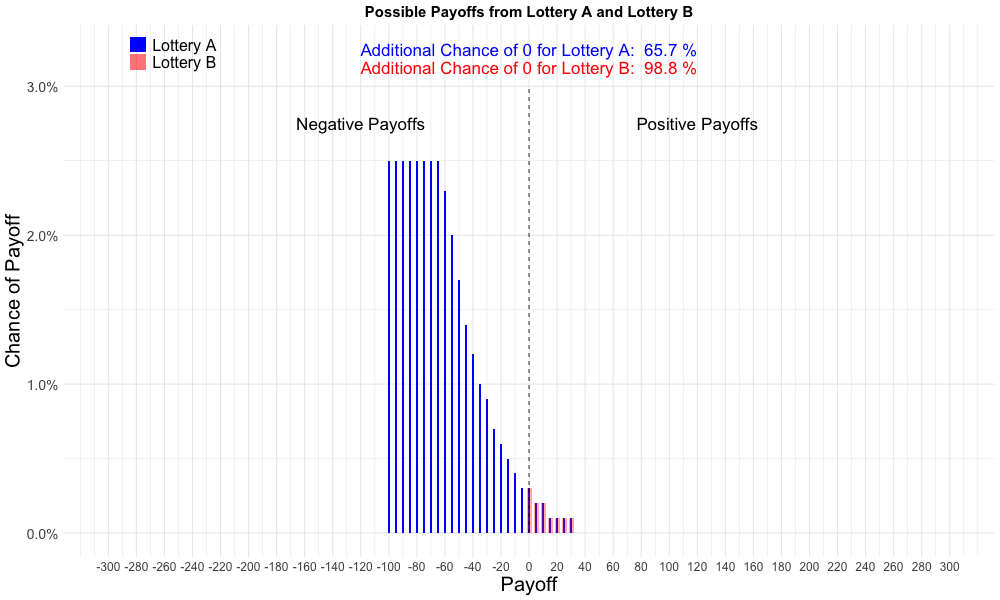 Possible Payoffs from Lottery A and Lottery B
Lottery A
Lottery B
Additional Chance of 0 for Lottery A:  65.7 %
Additional Chance of 0 for Lottery B:  98.8 %
Negative Payoffs
Positive Payoffs
Chance of Payoff
3.0%
2.0%
1.0%
0.0%
-300 -280 -260 -240 -220 -200 -180 -160 -140 -120 -100 -80 -60 -40 -20 0 20 40 60 80 100 120 140 160 180 200 220 240 260 280 300
Payoff